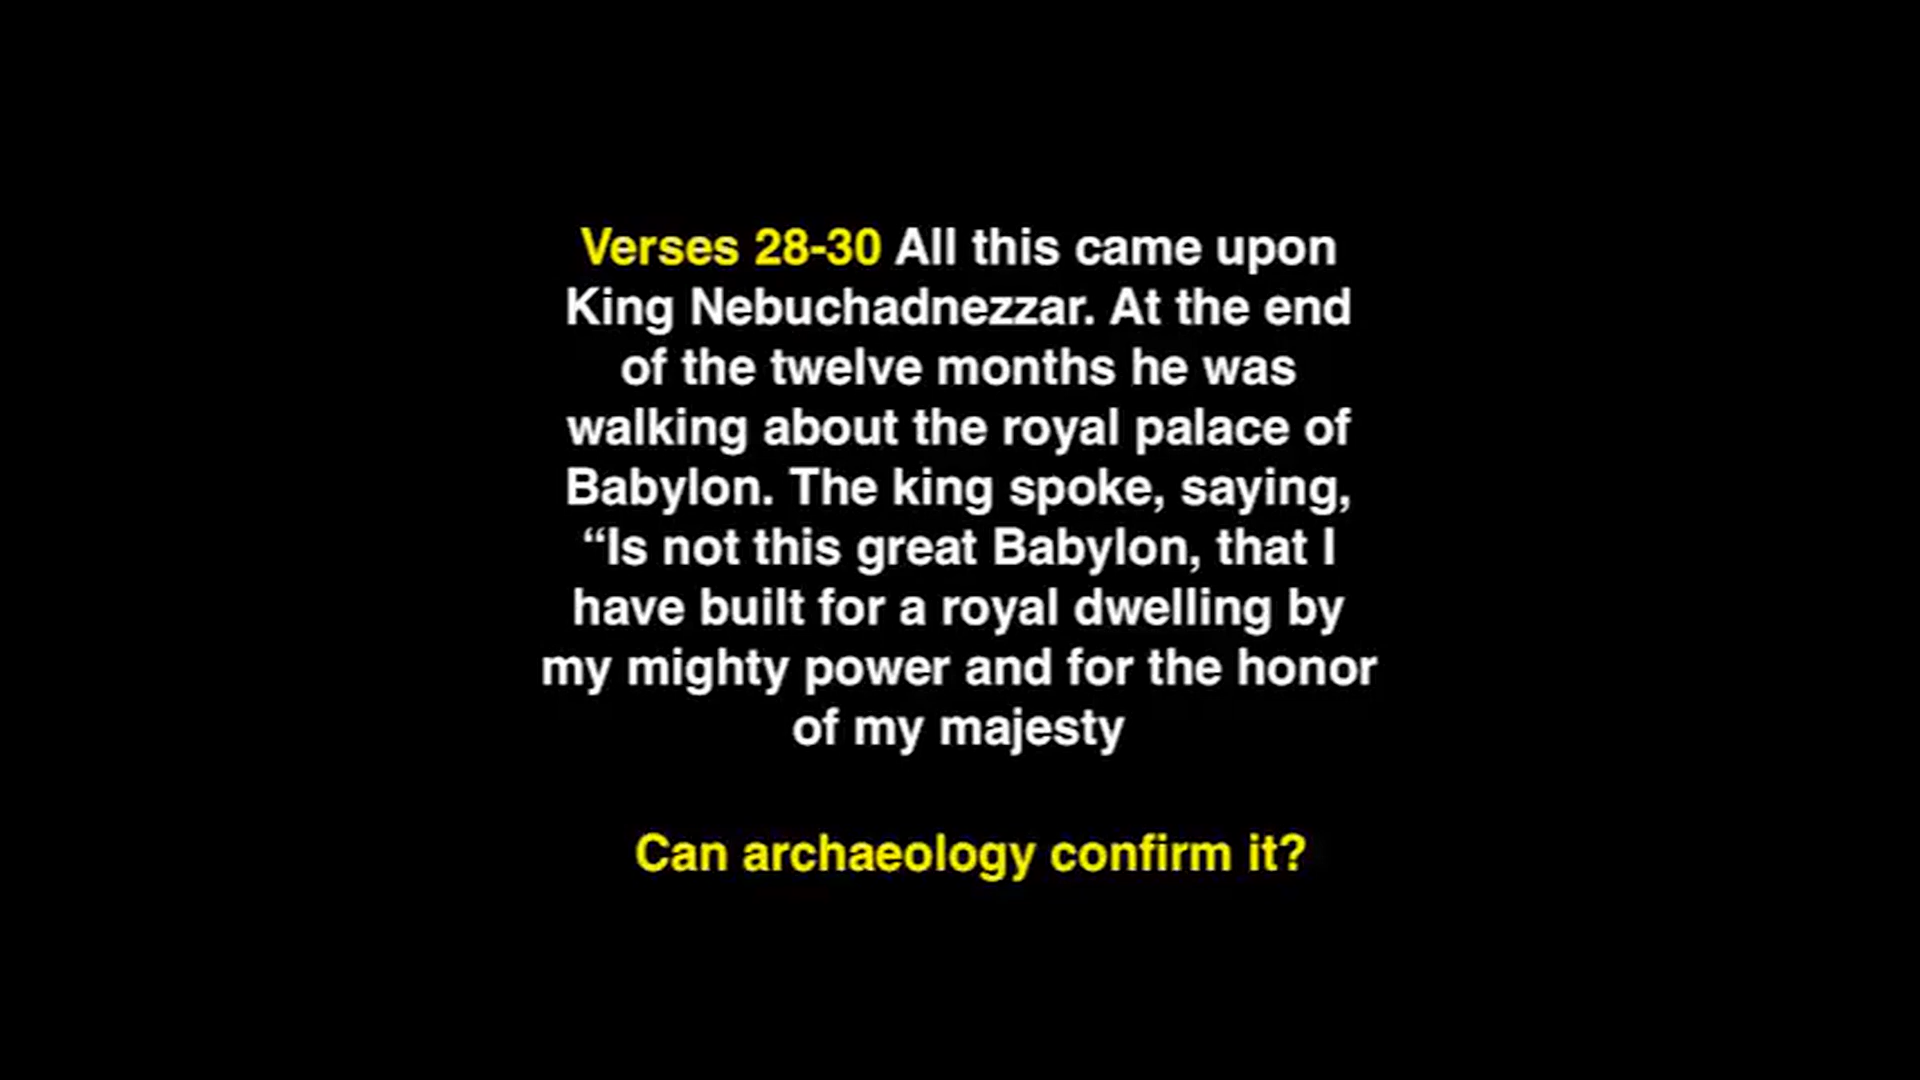 Verses 28-30 All this came upon
King Nebuchadnezzar. At the end
of the twelve months he was
walking about the royal palace of
Babylon. The king spoke, saying,
“Is not this great Babylon, that I
have built for a royal dwelling by
my mighty power and for the honor
of my majesty
Can archaeology confirm it?